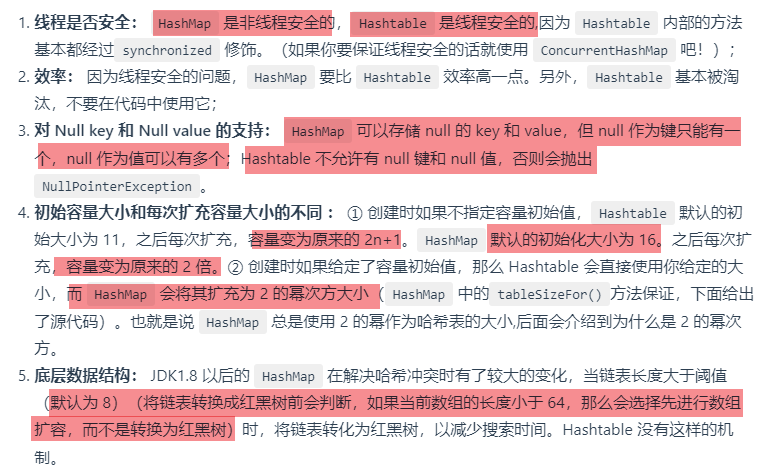 1. 线程是否安全： HashMap 是非线程安全的，Hashtable 是线程安全的,因为 Hashtable 内部的方法
基本都经过 synchronized 修饰。（如果你要保证线程安全的话就使用 ConcurrentHashMap 吧！）；
2. 效率： 因为线程安全的问题，HashMap 要比 Hashtable 效率高一点。另外，Hashtable 基本被淘
汰，不要在代码中使用它；
3. 对 Null key 和 Null value 的支持： HashMap 可以存储 null 的 key 和 value，但 null 作为键只能有一
个，null 作为值可以有多个；Hashtable 不允许有 null 键和 null 值，否则会抛出
NullPointerException 。
4. 初始容量大小和每次扩充容量大小的不同 ： ① 创建时如果不指定容量初始值，Hashtable 默认的初
始大小为 11，之后每次扩充，容量变为原来的 2n+1。HashMap 默认的初始化大小为 16。之后每次扩
充，容量变为原来的 2 倍。② 创建时如果给定了容量初始值，那么 Hashtable 会直接使用你给定的大
小，而 HashMap 会将其扩充为 2 的幂次方大小（HashMap 中的tableSizeFor()方法保证，下面给出
了源代码）。也就是说 HashMap 总是使用 2 的幂作为哈希表的大小,后面会介绍到为什么是 2 的幂次
方。
5. 底层数据结构： JDK1.8 以后的 HashMap 在解决哈希冲突时有了较大的变化，当链表长度大于阈值
（默认为 8）（将链表转换成红黑树前会判断，如果当前数组的长度小于 64，那么会选择先进行数组
扩容，而不是转换为红黑树）时，将链表转化为红黑树，以减少搜索时间。Hashtable 没有这样的机
制。